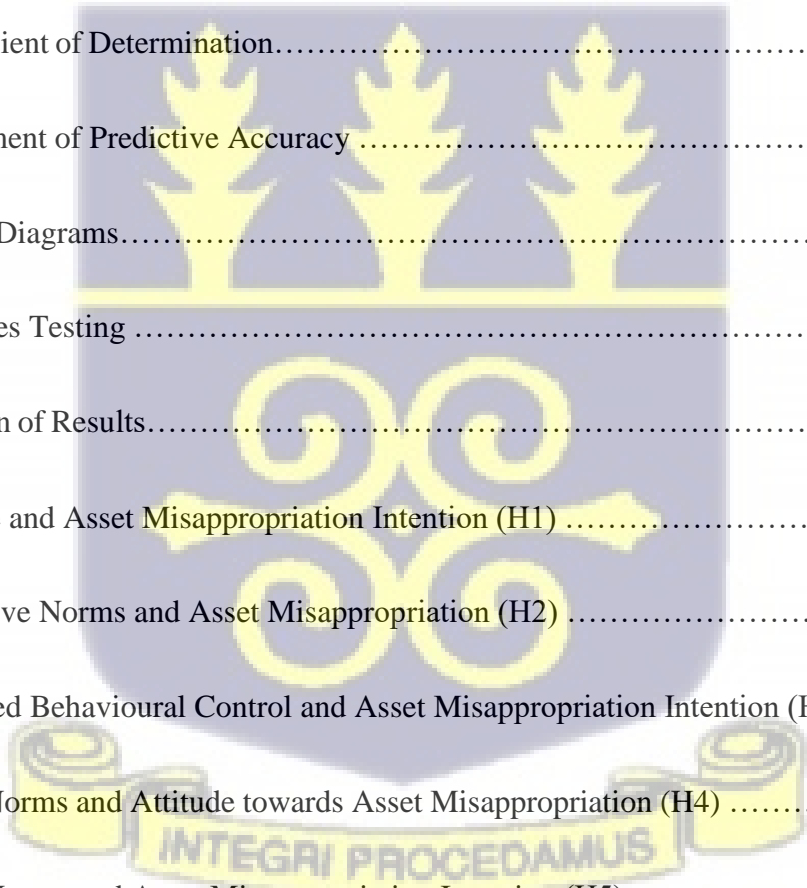 ient of Determination
ment of Predictive Accuracy
Diagrams
es Testing
n of Results
and Asset Misappropriation Intention (H1)
ve Norms and Asset Misappropriation (H2)
ed Behavioural Control and Asset Misappropriation Intention (H
Norms and Attitude towards Asset Misappropriation (H4)
INTEGRI PROCEDAMUS